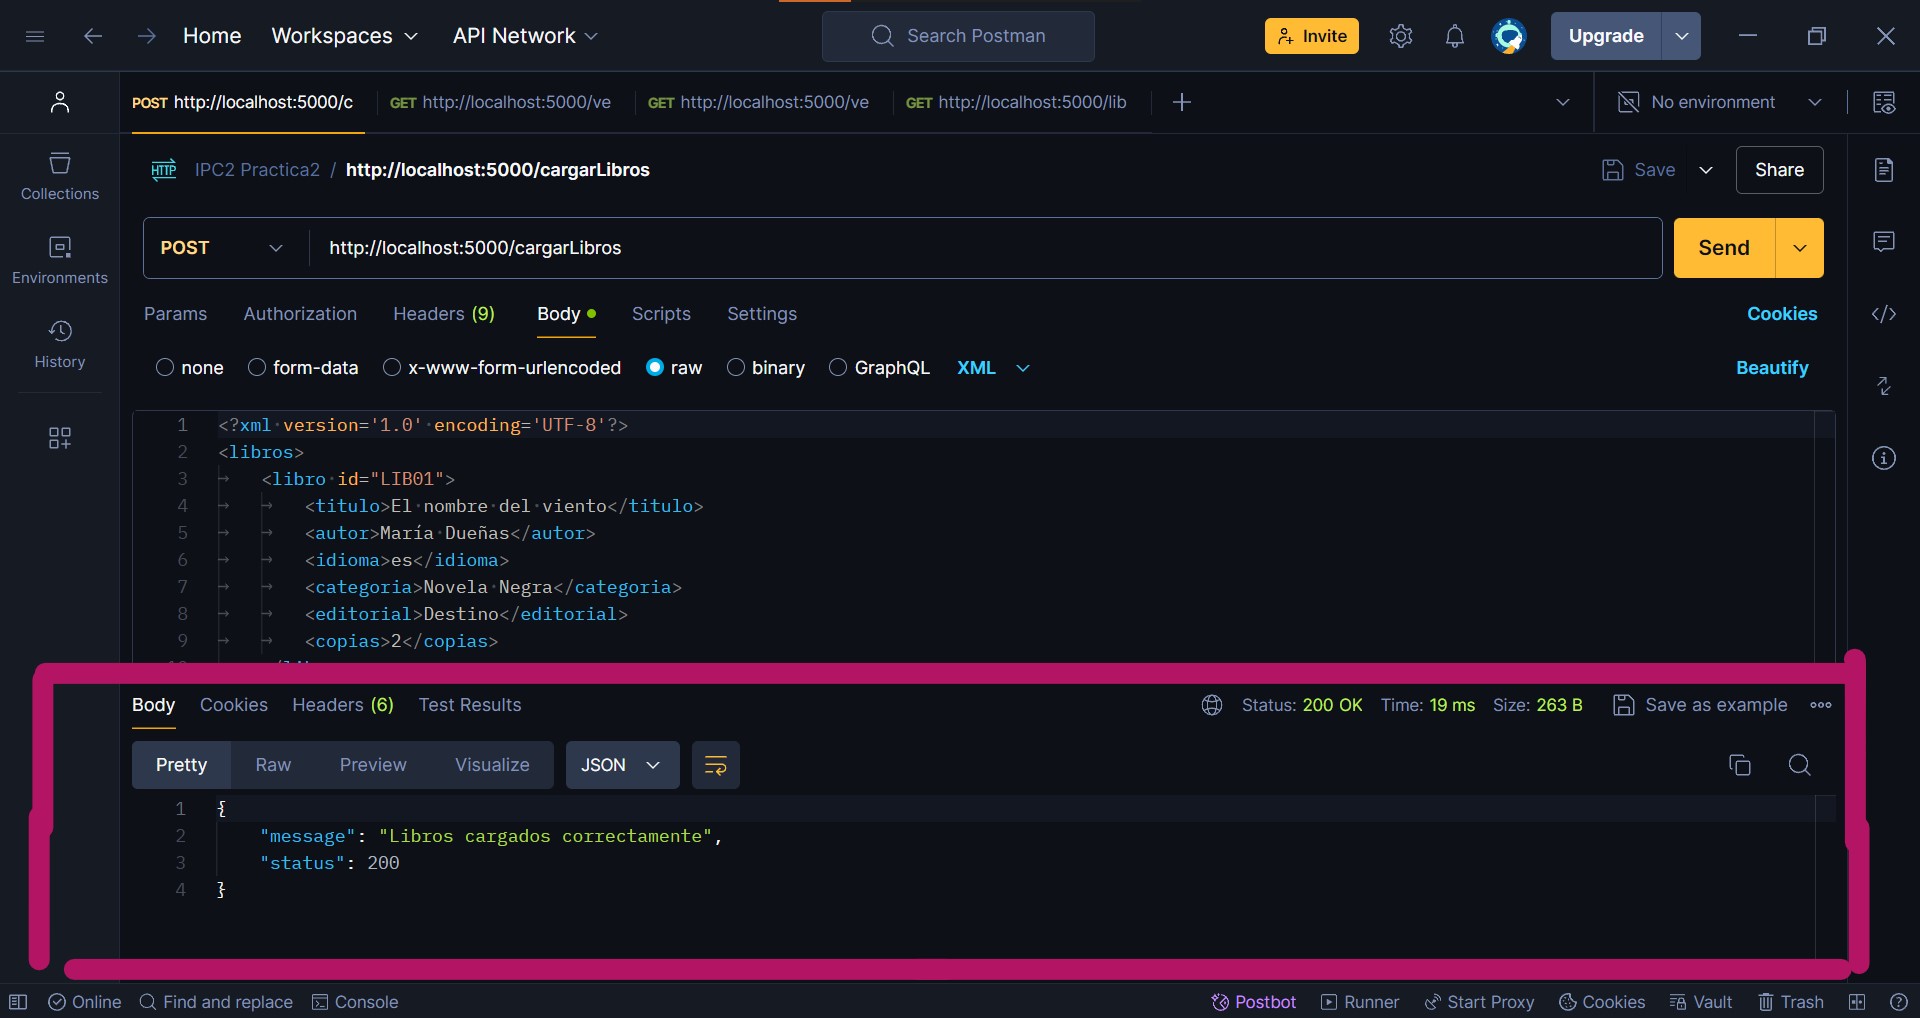 Home Workspaces API Network Search Postman Invite Upgrade
POST http://localhost:5000/c GET http://localhost:5000/ve GET http://localhost:5000/ve GET http://localhost:5000/lib No environment
HTTP IPC2 Practica2 / http://localhost:5000/cargarLibros Save Share
Collections
POST http://localhost:5000/cargarLibros Send
Environments
Params Authorization Headers (9) Body Scripts Settings Cookies
History
none form-data x-www-form-urlencoded raw binary GraphQL XML Beautify
1 <?xml version='1.0' encoding='UTF-8'?>
2 <libros>
3 <libro id="LIB01">
4 <titulo>El nombre del viento</titulo>
5 <autor>María Dueñas</autor>
6 <idioma>es</idioma>
7 <categoria>Novela Negra</categoria>
8 <editorial>Destino</editorial>
9 <copias>2</copias>
Body Cookies Headers (6) Test Results Status: 200 OK Time: 19 ms Size: 263 B Save as example
Pretty Raw Preview Visualize JSON
1 {
2 "message": "Libros cargados correctamente",
3 "status": 200
4 }
Online Find and replace Console Postbot Runner Start Proxy Cookies Vault Trash